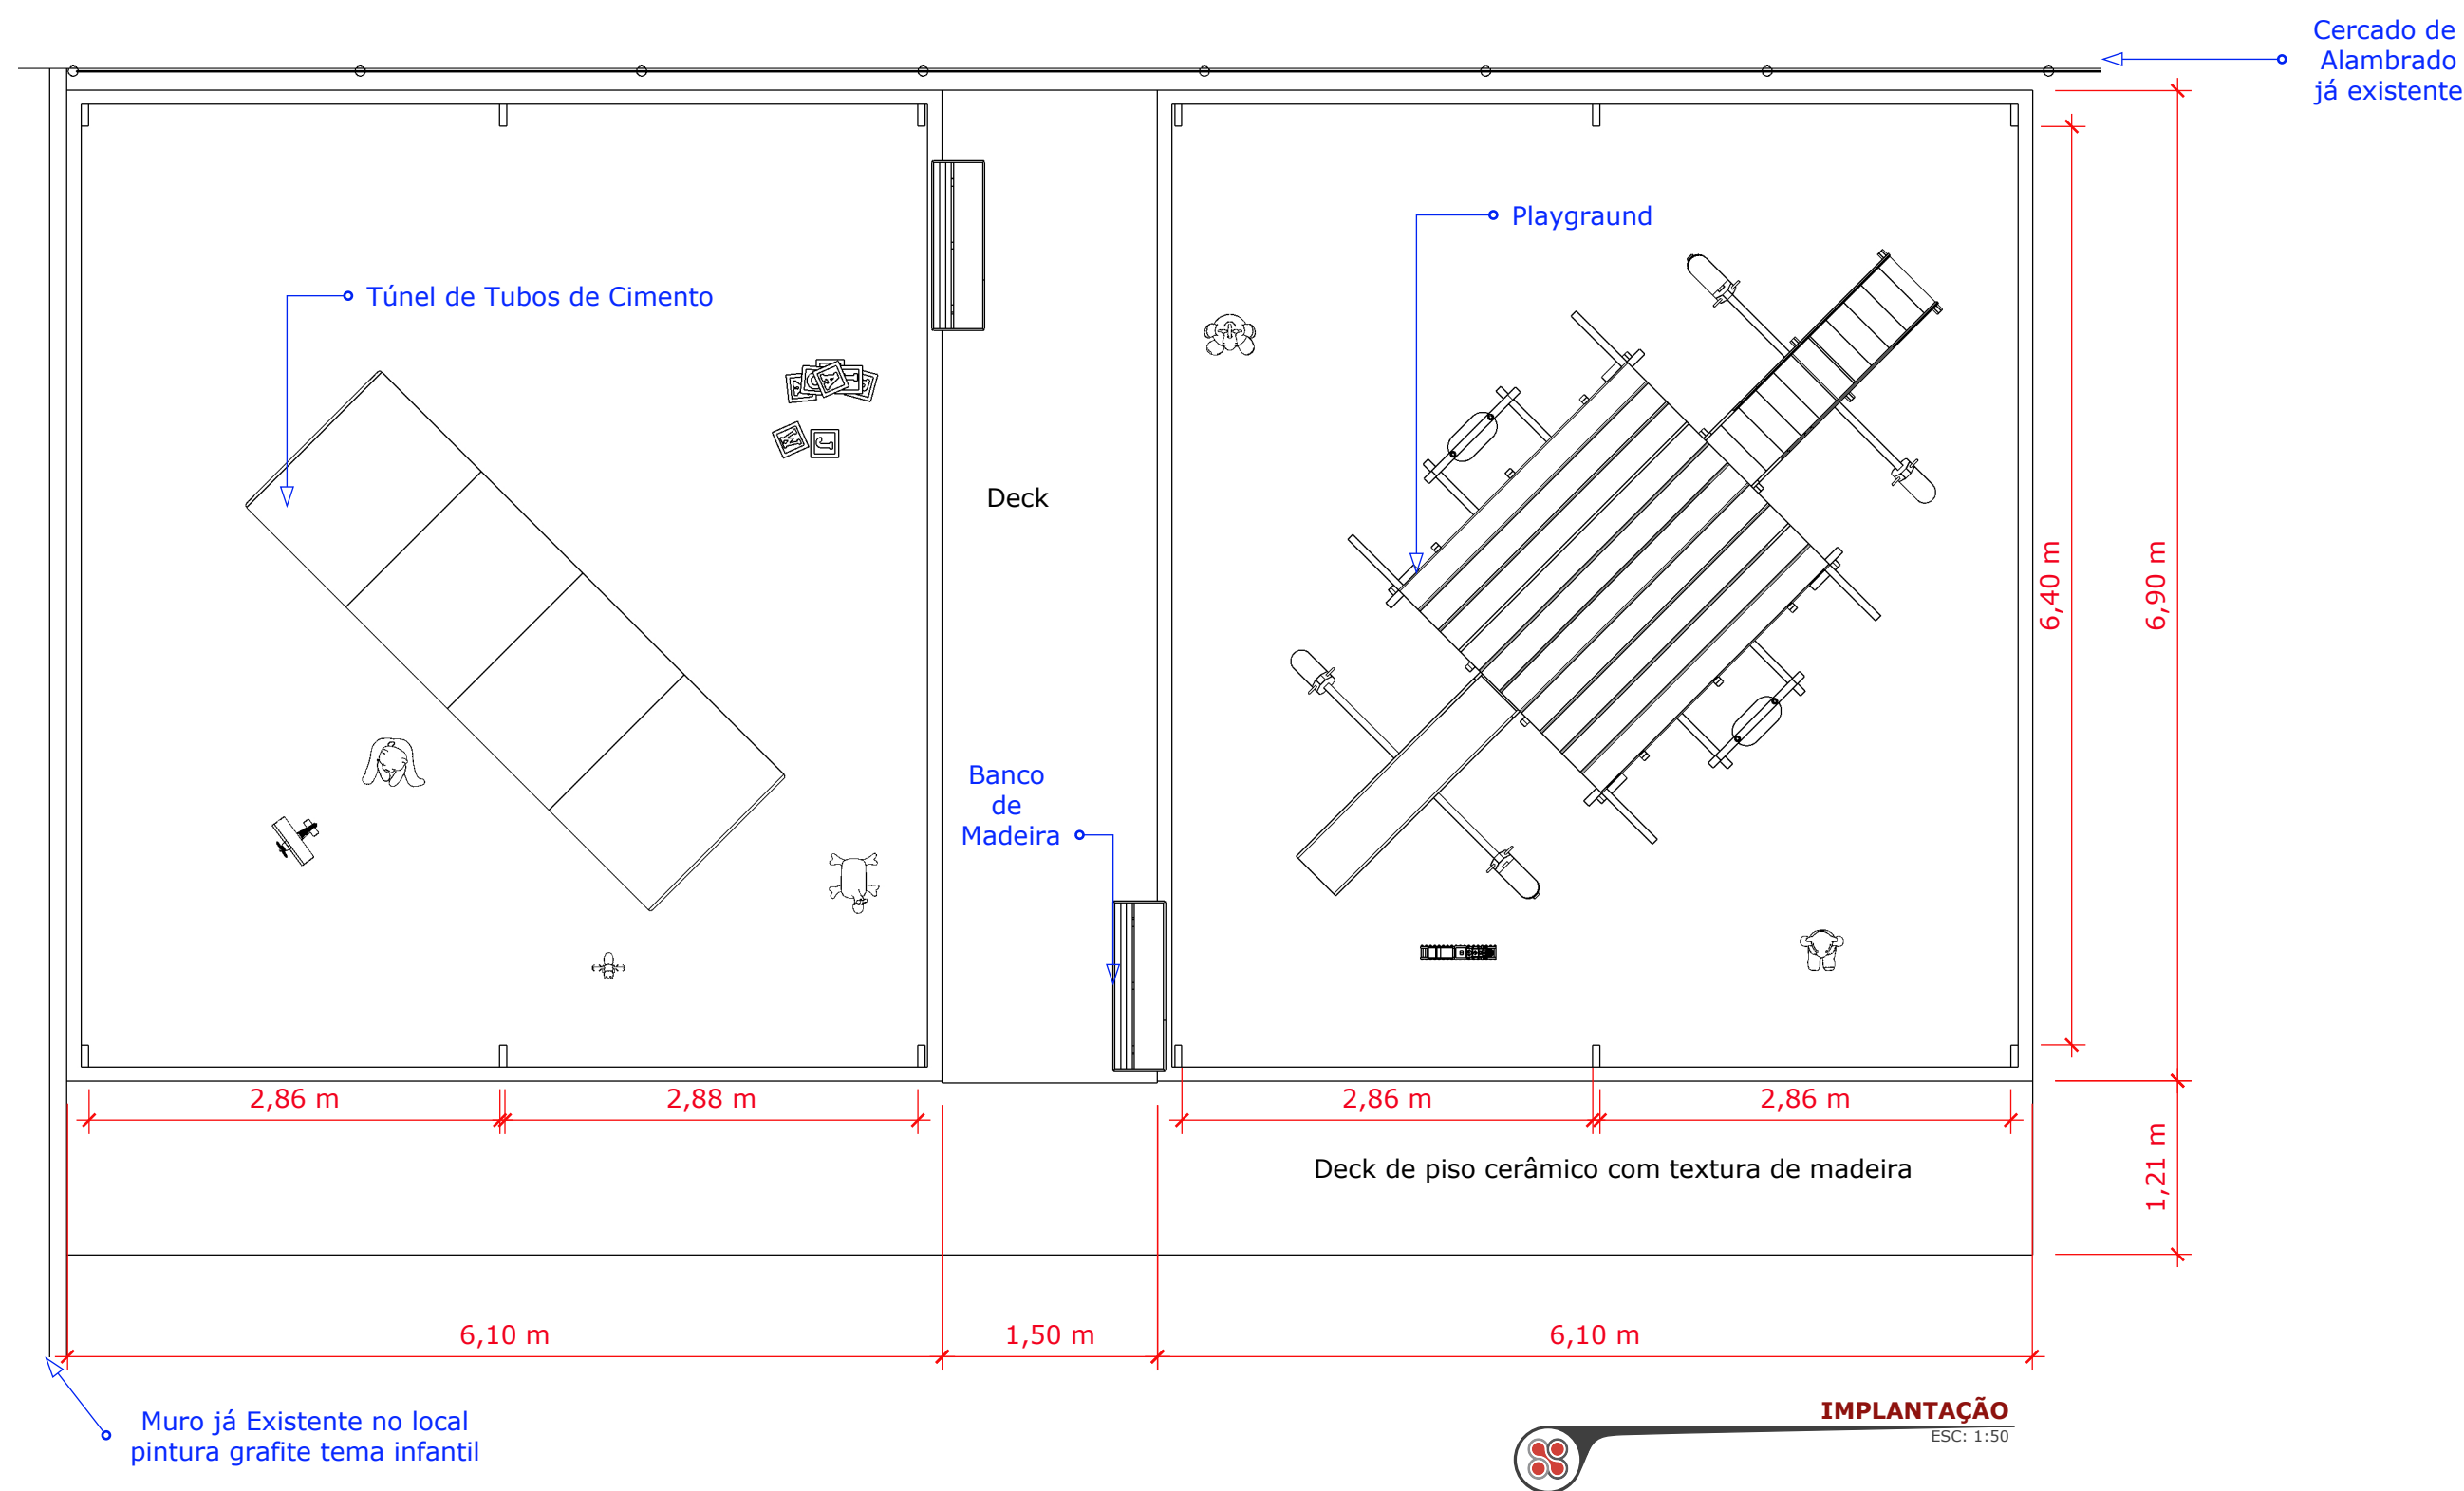 Cercado de
Alambrado
já existente
Playgraund
Túnel de Tubos de Cimento
Deck
6,40 m
6,90 m
Banco
de
Madeira
2,86 m
2,88 m
2,86 m
2,86 m
1,21 m
Deck de piso cerâmico com textura de madeira
6,10 m
1,50 m
6,10 m
Muro já Existente no local
pintura grafite tema infantil
IMPLANTAÇÃO
ESC: 1:50